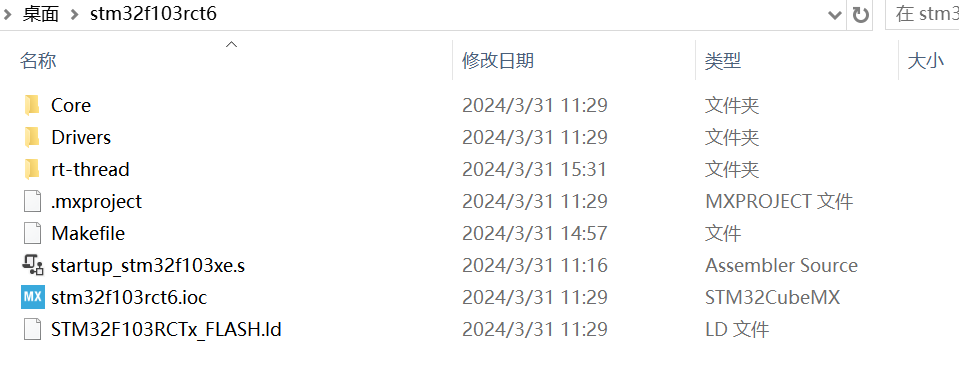 桌面 stm32f103rct6 在 stm3
名称 修改日期 类型 大小
Core 2024/3/31 11:29 文件夹
Drivers 2024/3/31 11:29 文件夹
rt-thread 2024/3/31 15:31 文件夹
.mxproject 2024/3/31 11:29 MXPROJECT 文件
Makefile 2024/3/31 14:57 文件
startup_stm32f103xe.s 2024/3/31 11:16 Assembler Source
MX stm32f103rct6.ioc 2024/3/31 11:29 STM32CubeMX
STM32F103RCTx_FLASH.ld 2024/3/31 11:29 LD 文件